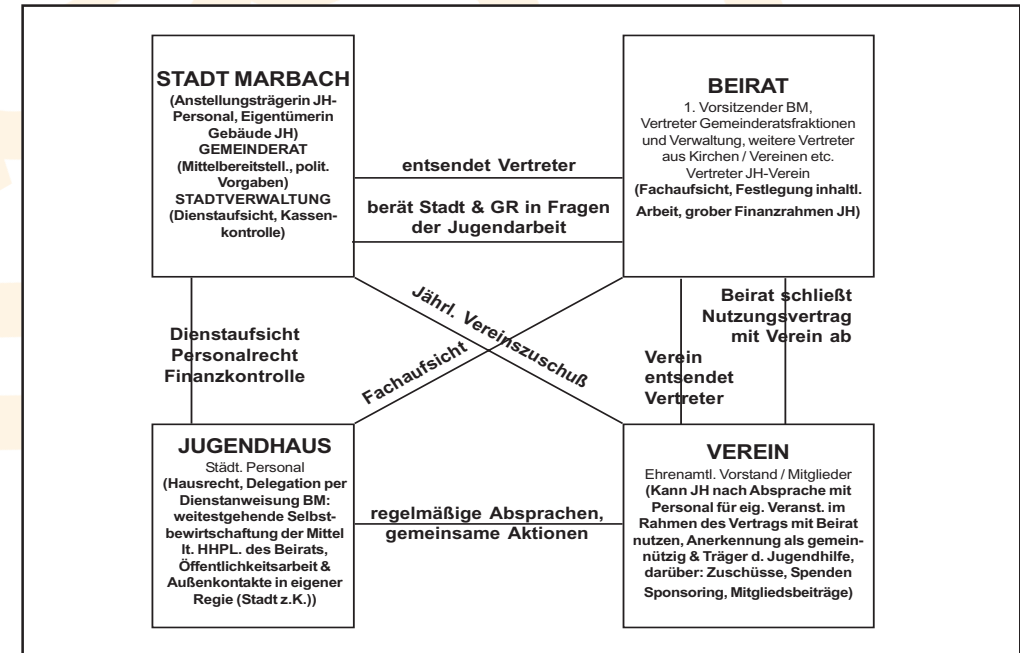 STADT MARBACH
(Anstellungsträgerin JH-
Personal, Eigentümerin
Gebäude JH)
GEMEINDERAT
(Mittelbereitstell., polit.
Vorgaben)
STADTVERWALTUNG
(Dienstaufsicht, Kassen-
kontrolle)
entsendet Vertreter
berät Stadt & GR in Fragen
der Jugendarbeit
BEIRAT
1. Vorsitzender BM,
Vertreter Gemeinderatsfraktionen
und Verwaltung, weitere Vertreter
aus Kirchen / Vereinen etc.
Vertreter JH-Verein
(Fachaufsicht, Festlegung inhaltl.
Arbeit, grober Finanzrahmen JH)
Dienstaufsicht
Personalrecht
Finanzkontrolle
Jährl. Vereinszuschuß
Fachaufsicht
Beirat schließt
Nutzungsvertrag
mit Verein ab
Verein
entsendet
Vertreter
JUGENDHAUS
Städt. Personal
(Hausrecht, Delegation per
Dienstanweisung BM:
weitestgehende Selbst-
bewirtschaftung der Mittel
lt. HHPL. des Beirats,
Öffentlichkeitsarbeit &
Außenkontakte in eigener
Regie (Stadt z.K.))
regelmäßige Absprachen,
gemeinsame Aktionen
VEREIN
Ehrenamtl. Vorstand / Mitglieder
(Kann JH nach Absprache mit
Personal für eig. Veranst. im
Rahmen des Vertrags mit Beirat
nutzen, Anerkennung als gemein-
nützig & Träger d. Jugendhilfe,
darüber: Zuschüsse, Spenden
Sponsoring, Mitgliedsbeiträge)